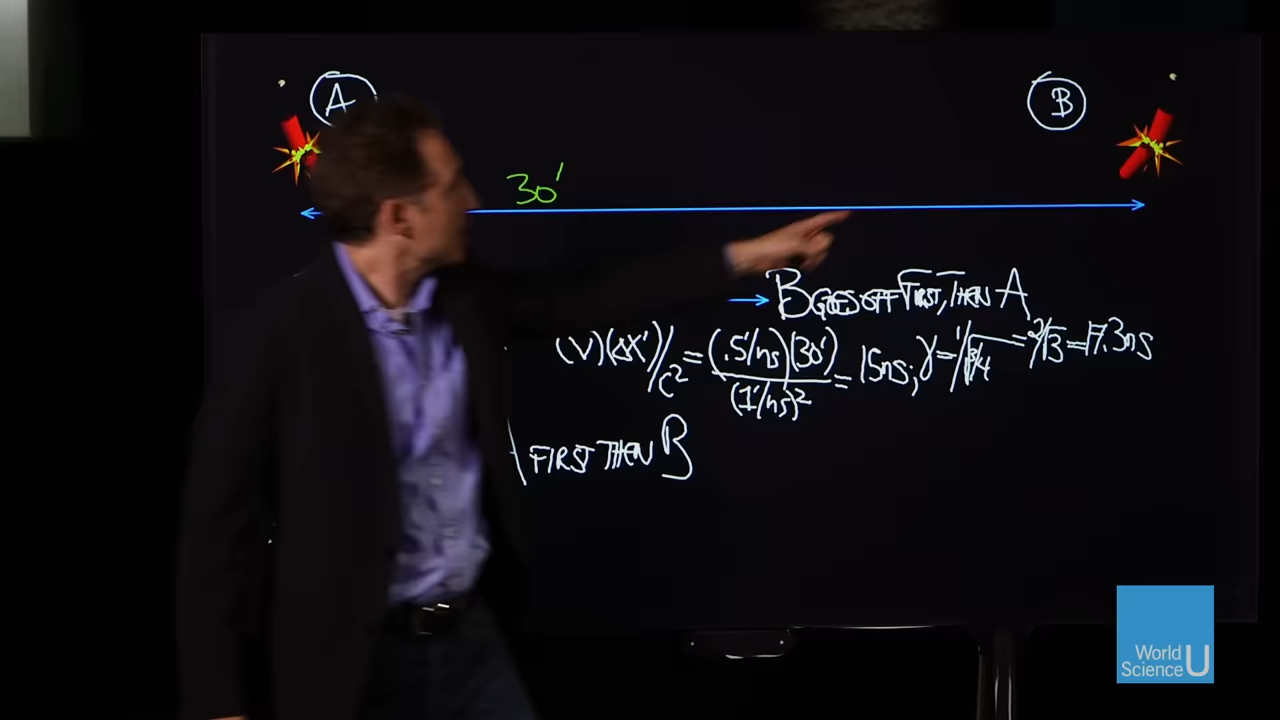 A
B
30'
→ B GOES OFF FIRST, THEN A
(V)(ΔX')/C² = (.5'/ns)(30')/(1'/ns)² = 15ns; γ = 1/√3/4 = 2/√3 = 17.3ns
FIRST THEN B
World
Science U